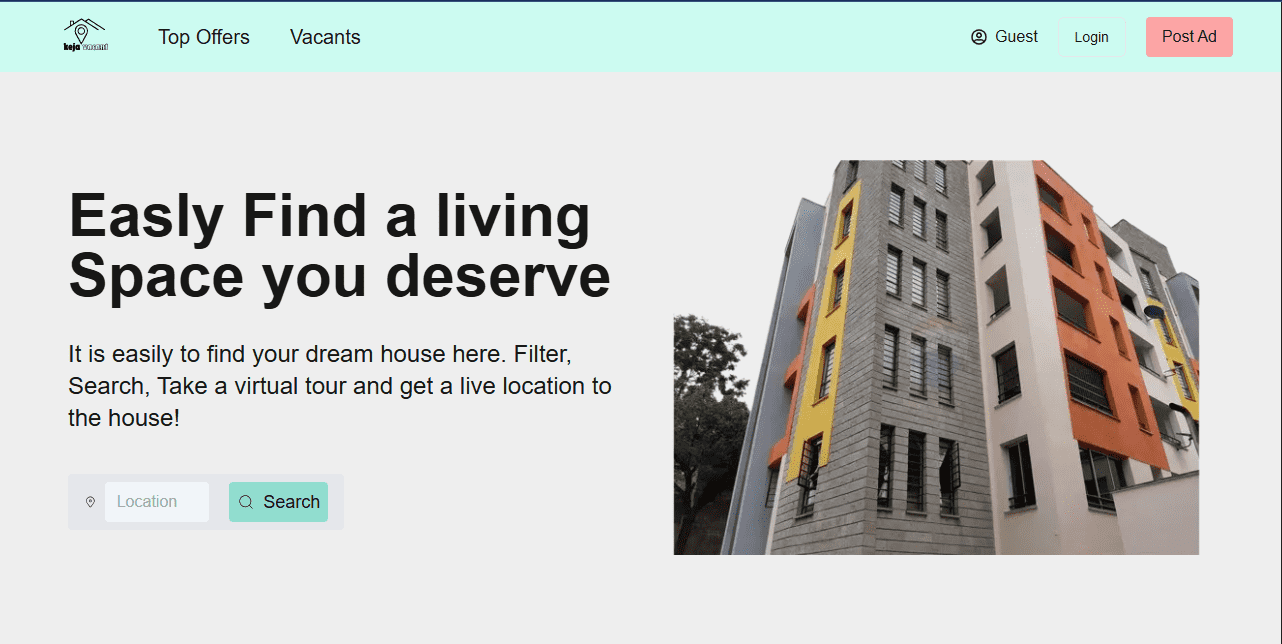 keja vacant
Top Offers
Vacants
Guest
Login
Post Ad
Easly Find a living
Space you deserve
It is easily to find your dream house here. Filter,
Search, Take a virtual tour and get a live location to
the house!
Location
Search